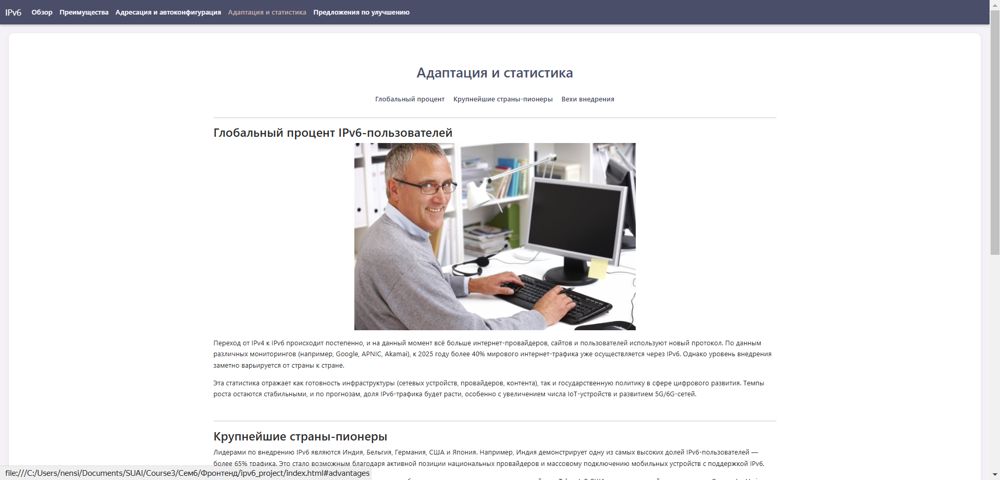 IPv6 Обзор Преимущества Адресация и автоконфигурация Адаптация и статистика Предложения по улучшению
Адаптация и статистика
Глобальный процент Крупнейшие страны-пионеры Вехи внедрения
Глобальный процент IPv6-пользователей
Переход от IPv4 к IPv6 происходит постепенно, и на данный момент всё больше интернет-провайдеров, сайтов и пользователей используют новый протокол. По данным
различных мониторингов (например, Google, APNIC, Akamai), к 2025 году более 40% мирового интернет-трафика уже осуществляется через IPv6. Однако уровень внедрения
заметно варьируется от страны к стране.
Эта статистика отражает как готовность инфраструктуры (сетевых устройств, провайдеров, контента), так и государственную политику в сфере цифрового развития. Темпы
роста остаются стабильными, и по прогнозам, доля IPv6-трафика будет расти, особенно с увеличением числа IoT-устройств и развитием 5G/6G-сетей.
Крупнейшие страны-пионеры
Лидерами по внедрению IPv6 являются Индия, Бельгия, Германия, США и Япония. Например, Индия демонстрирует одну из самых высоких долей IPv6-пользователей —
более 65% трафика. Это стало возможным благодаря активной позиции национальных провайдеров и массовому подключению мобильных устройств с поддержкой IPv6.
file:///C:/Users/nensi/Documents/SUAI/Course3/Сем6/Фронтенд/ipv6_project/index.html#advantages